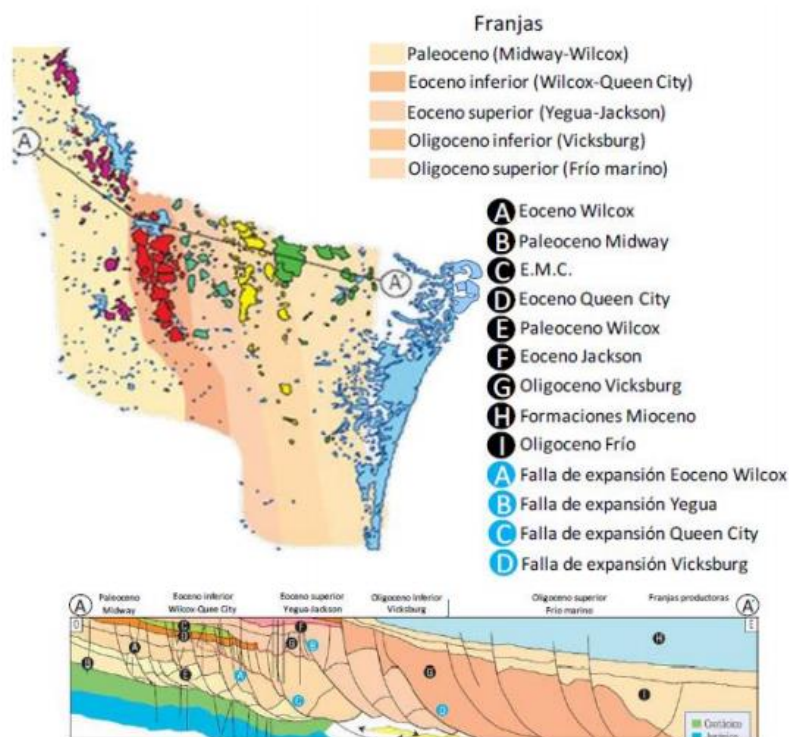 Franjas
Paleoceno (Midway-Wilcox)
Eoceno inferior (Wilcox-Queen City)
Eoceno superior (Yegua-Jackson)
Oligoceno inferior (Vicksburg)
Oligoceno superior (Frío marino)
A
A'
A Eoceno Wilcox
B Paleoceno Midway
C E.M.C.
D Eoceno Queen City
E Paleoceno Wilcox
F Eoceno Jackson
G Oligoceno Vicksburg
H Formaciones Mioceno
I Oligoceno Frío
A Falla de expansión Eoceno Wilcox
B Falla de expansión Yegua
C Falla de expansión Queen City
D Falla de expansión Vicksburg
A Paleoceno Eoceno inferior Eoceno superior Oligoceno inferior Oligoceno superior Franjas productoras A'
Midway Wilcox-Quee City Yegua-Jackson Vicksburg Frío marino
O E
C F H
D
A G B
B E A G
I
C D
Cretácico